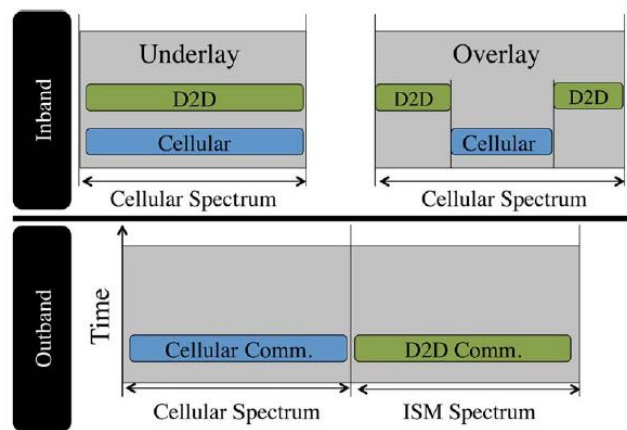 Inband
Underlay
D2D
Cellular
Cellular Spectrum
Overlay
D2D
D2D
Cellular
Cellular Spectrum
Outband
Time
Cellular Comm.
D2D Comm.
Cellular Spectrum
ISM Spectrum